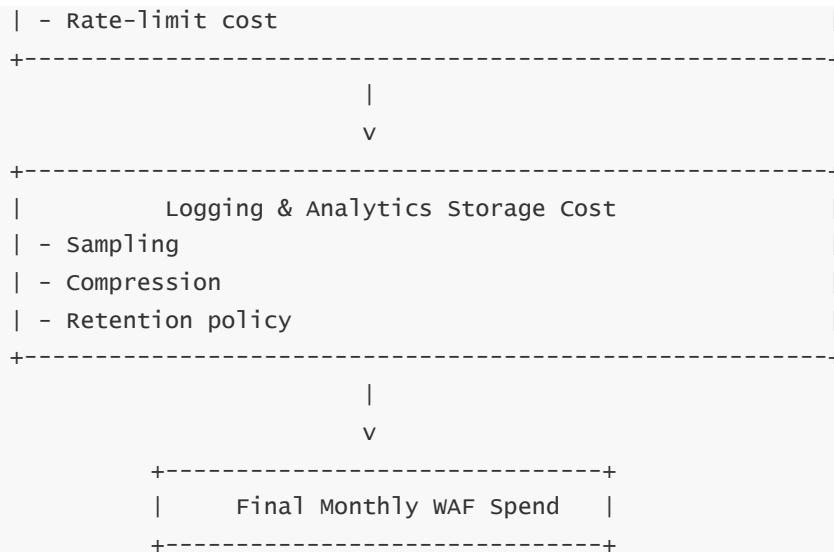 | - Rate-limit cost                                        |
+----------------------------------------------------------+
                         |
                         v
+----------------------------------------------------------+
|          Logging & Analytics Storage Cost                |
| - Sampling                                               |
| - Compression                                            |
| - Retention policy                                       |
+----------------------------------------------------------+
                         |
                         v
          +-------------------------------+
          |     Final Monthly WAF Spend   |
          +-------------------------------+